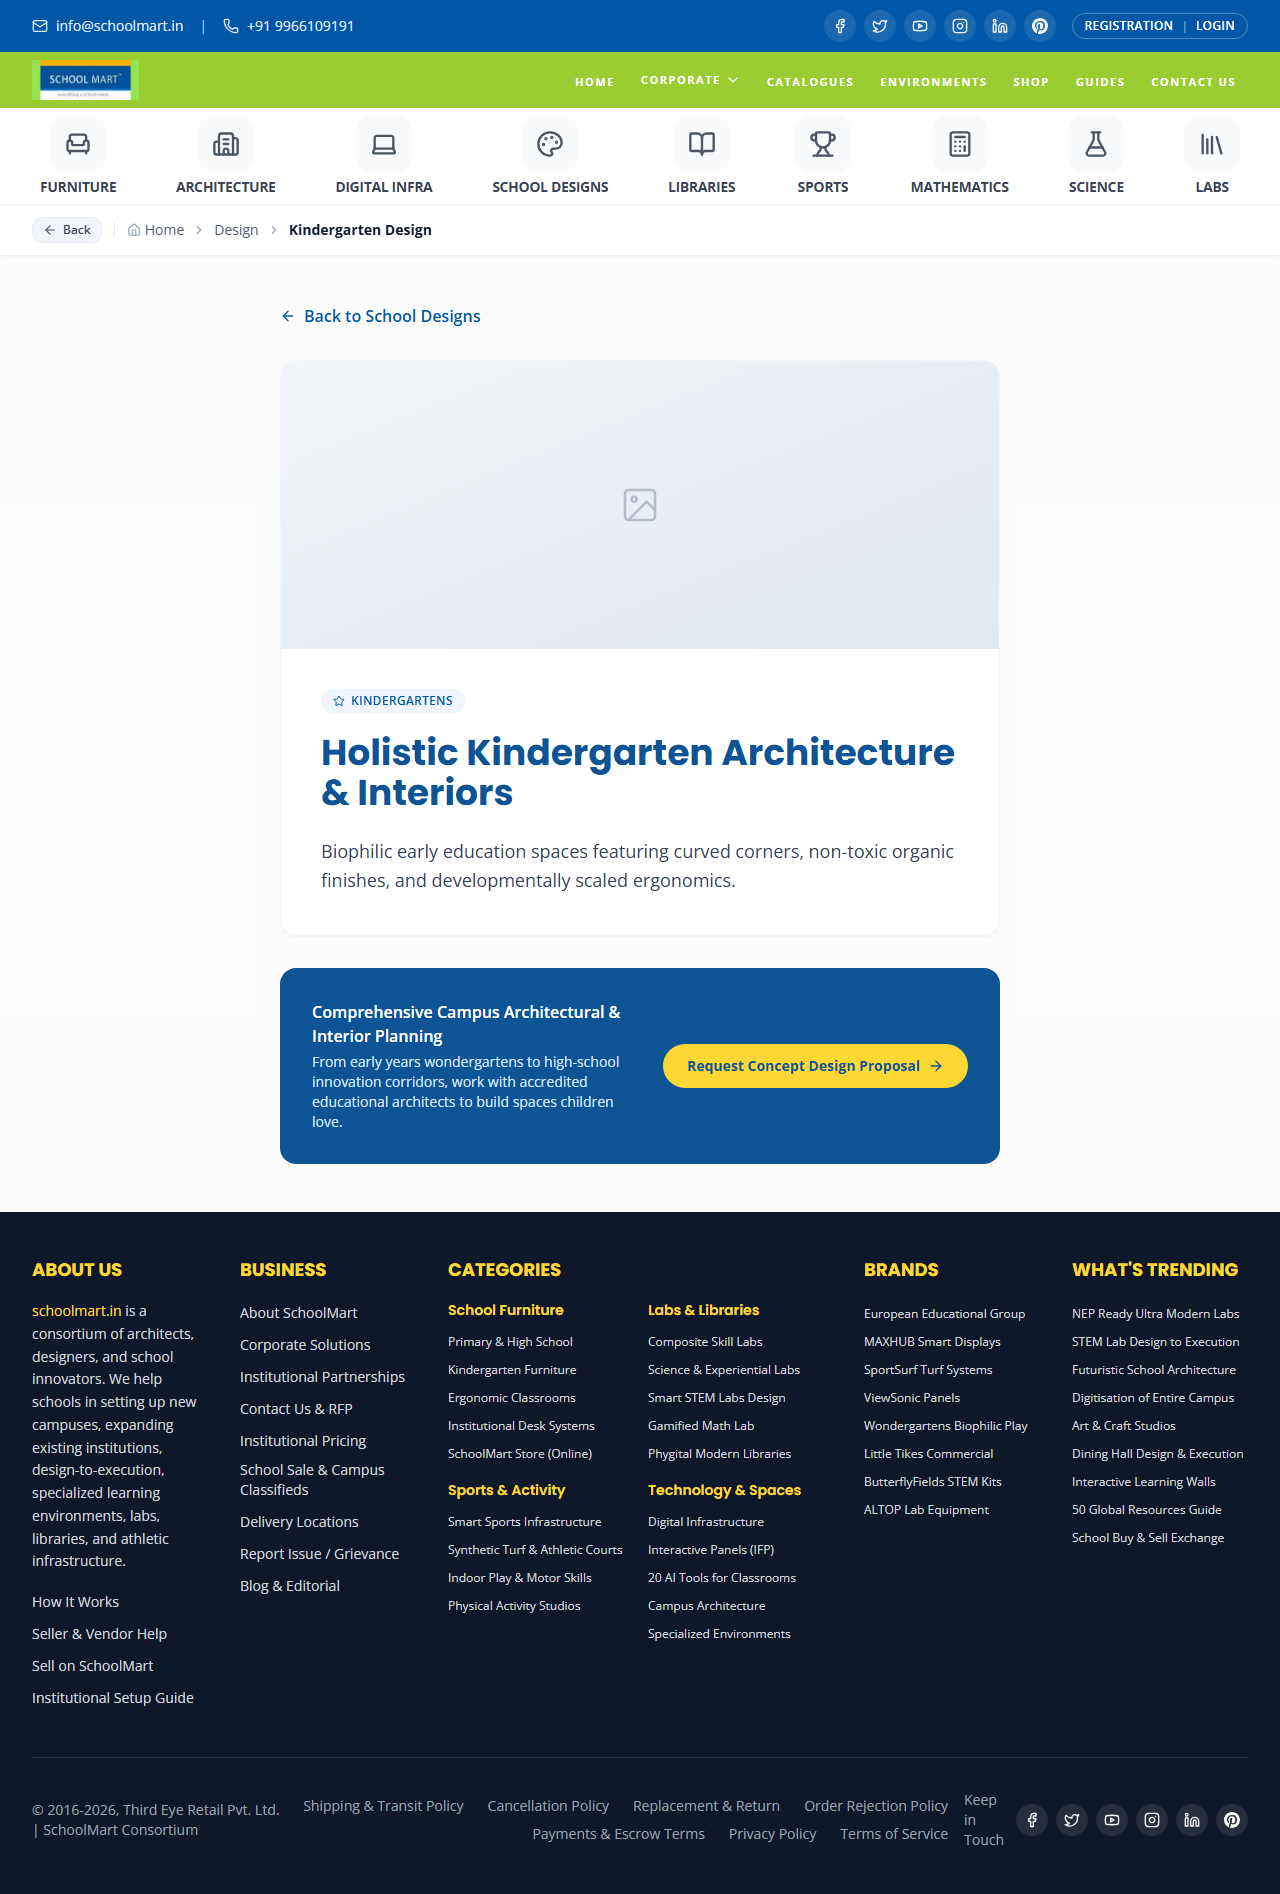 info@schoolmart.in | +91 9966109191
REGISTRATION | LOGIN
SCHOOL MART
everything a school needs
HOME CORPORATE CATALOGUES ENVIRONMENTS SHOP GUIDES CONTACT US
FURNITURE ARCHITECTURE DIGITAL INFRA SCHOOL DESIGNS LIBRARIES SPORTS MATHEMATICS SCIENCE LABS
Back Home Design Kindergarten Design
Back to School Designs
KINDERGARTENS
Holistic Kindergarten Architecture
& Interiors
Biophilic early education spaces featuring curved corners, non-toxic organic
finishes, and developmentally scaled ergonomics.
Comprehensive Campus Architectural &
Interior Planning
From early years wondergartens to high-school
innovation corridors, work with accredited
educational architects to build spaces children
love.
Request Concept Design Proposal
ABOUT US
schoolmart.in is a
consortium of architects,
designers, and school
innovators. We help
schools in setting up new
campuses, expanding
existing institutions,
design-to-execution,
specialized learning
environments, labs,
libraries, and athletic
infrastructure.
How It Works
Seller & Vendor Help
Sell on SchoolMart
Institutional Setup Guide
BUSINESS
About SchoolMart
Corporate Solutions
Institutional Partnerships
Contact Us & RFP
Institutional Pricing
School Sale & Campus
Classifieds
Delivery Locations
Report Issue / Grievance
Blog & Editorial
CATEGORIES
School Furniture
Primary & High School
Kindergarten Furniture
Ergonomic Classrooms
Institutional Desk Systems
SchoolMart Store (Online)
Labs & Libraries
Composite Skill Labs
Science & Experiential Labs
Smart STEM Labs Design
Gamified Math Lab
Phygital Modern Libraries
Sports & Activity
Smart Sports Infrastructure
Synthetic Turf & Athletic Courts
Indoor Play & Motor Skills
Physical Activity Studios
Technology & Spaces
Digital Infrastructure
Interactive Panels (IFP)
20 AI Tools for Classrooms
Campus Architecture
Specialized Environments
BRANDS
European Educational Group
MAXHUB Smart Displays
SportSurf Turf Systems
ViewSonic Panels
Wondergartens Biophilic Play
Little Tikes Commercial
ButterflyFields STEM Kits
ALTOP Lab Equipment
WHAT'S TRENDING
NEP Ready Ultra Modern Labs
STEM Lab Design to Execution
Futuristic School Architecture
Digitisation of Entire Campus
Art & Craft Studios
Dining Hall Design & Execution
Interactive Learning Walls
50 Global Resources Guide
School Buy & Sell Exchange
© 2016-2026, Third Eye Retail Pvt. Ltd.
| SchoolMart Consortium
Shipping & Transit Policy Cancellation Policy Replacement & Return Order Rejection Policy
Payments & Escrow Terms Privacy Policy Terms of Service
Keep
in
Touch